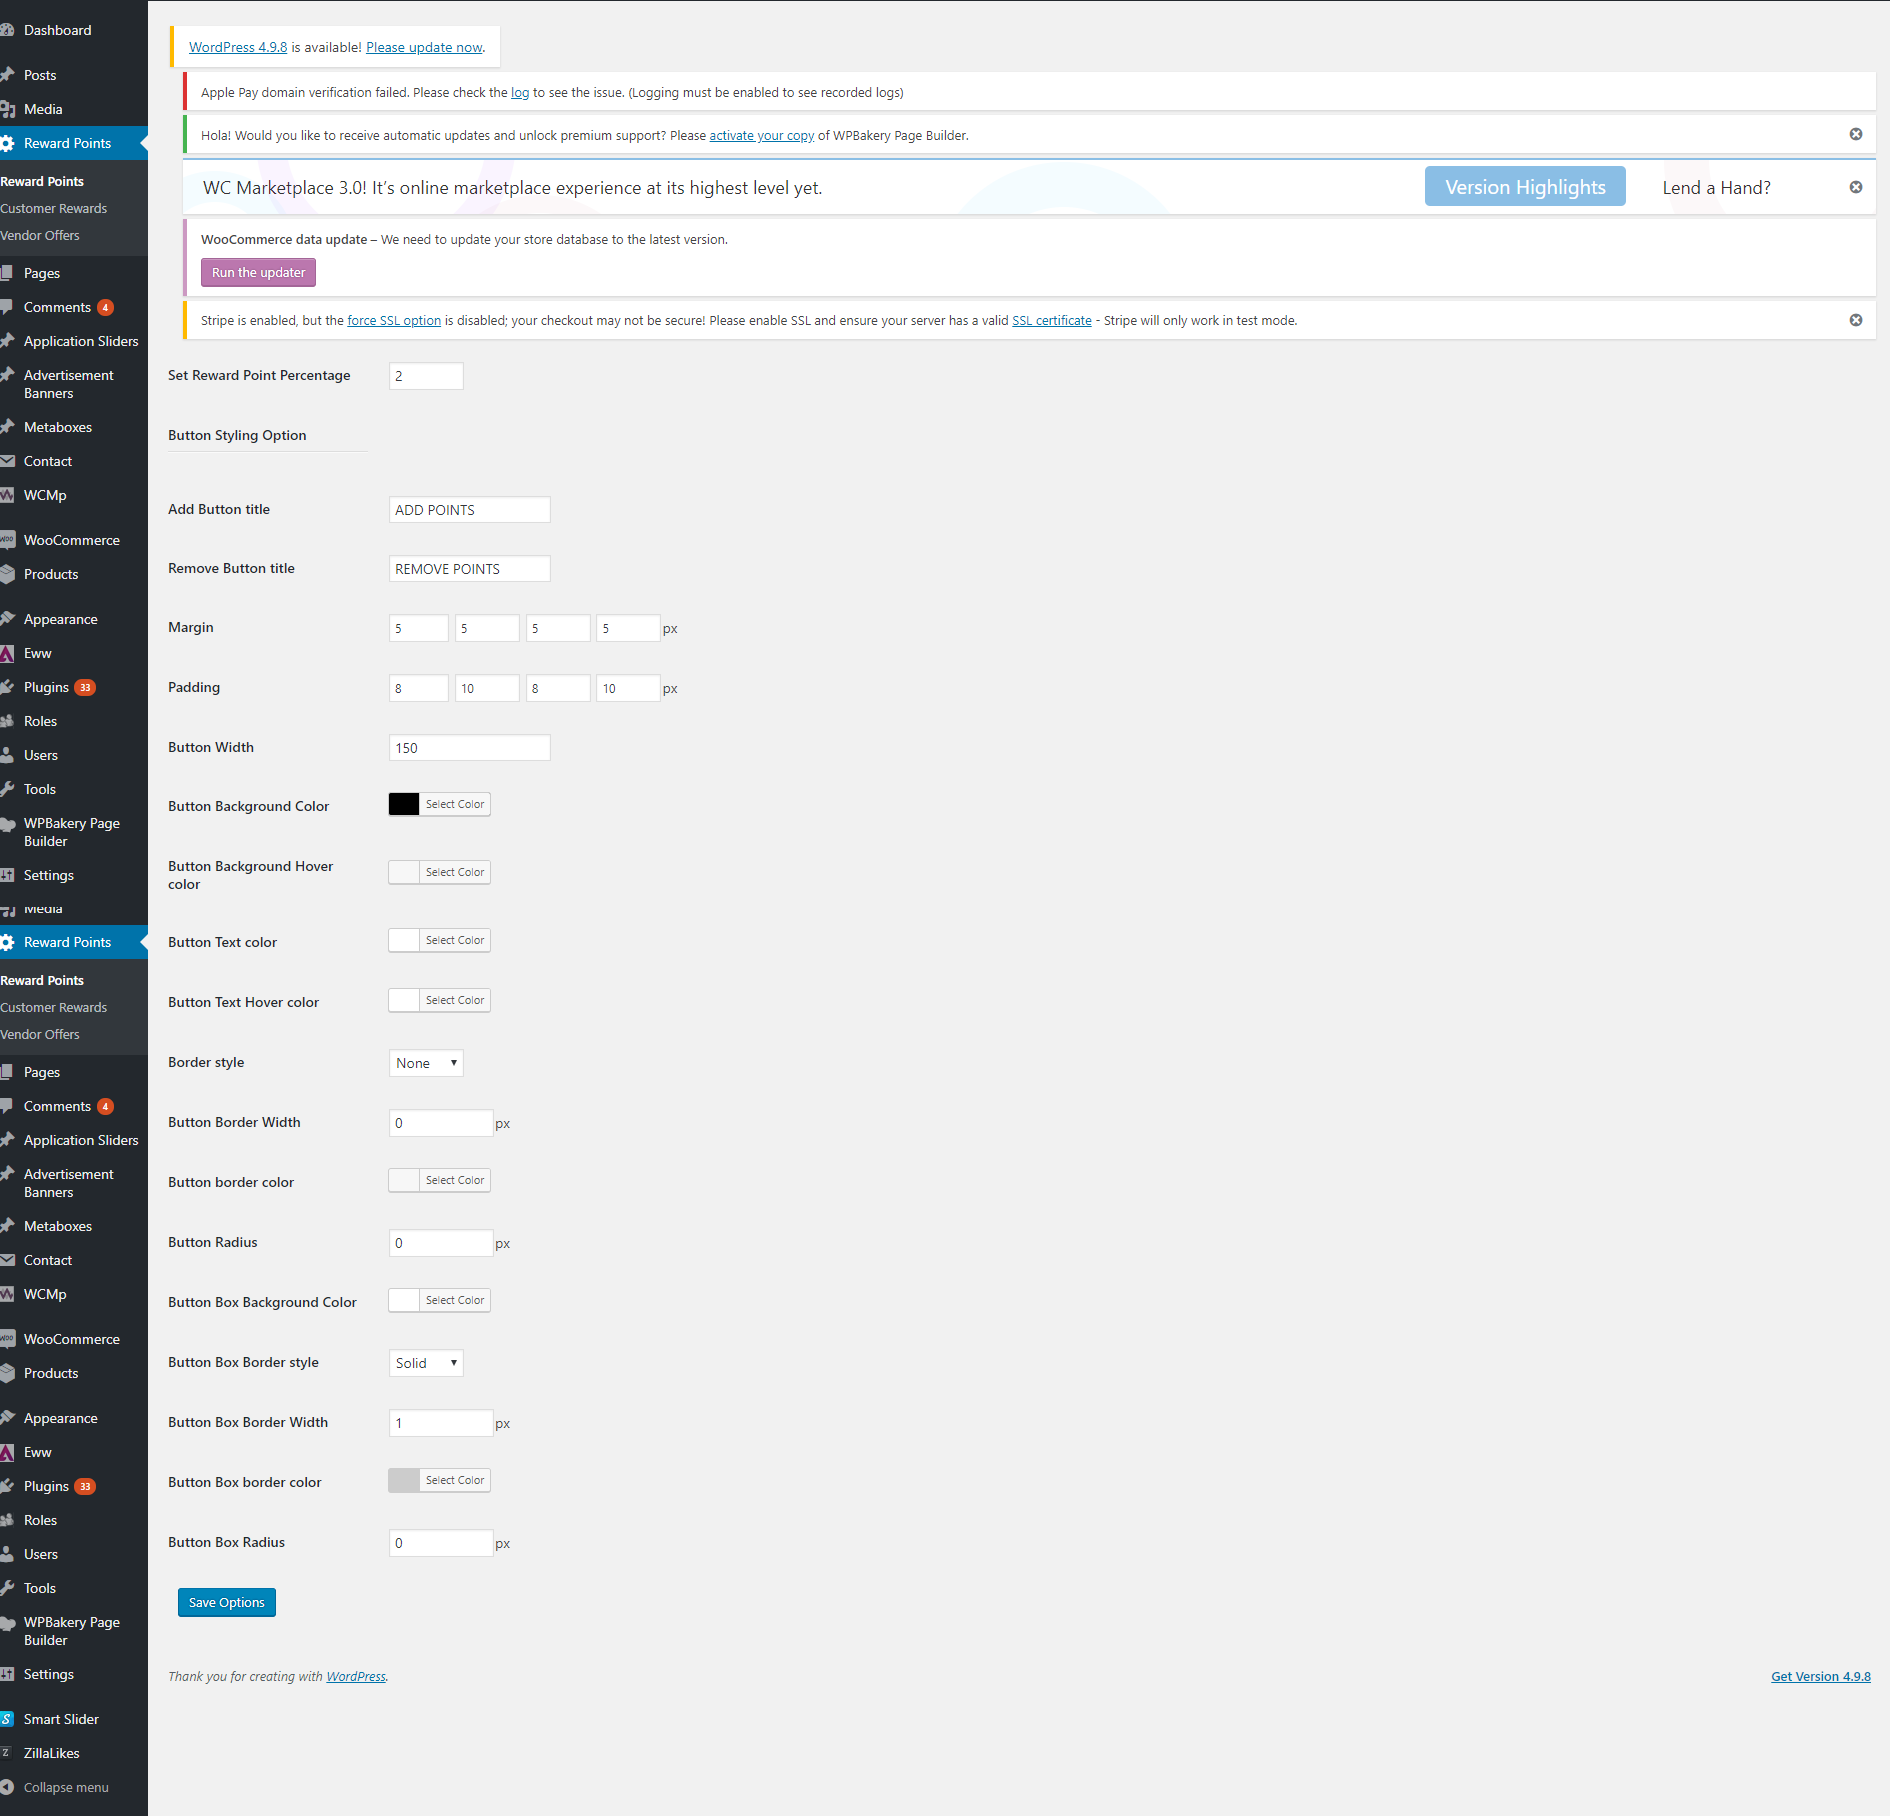 Dashboard
Posts
Media
Reward Points
Reward Points
Customer Rewards
Vendor Offers
Pages
Comments 4
Application Sliders
Advertisement
Banners
Metaboxes
Contact
WCMp
WooCommerce
Products
Appearance
Eww
Plugins 33
Roles
Users
Tools
WPBakery Page
Builder
Settings
Media
Reward Points
Reward Points
Customer Rewards
Vendor Offers
Pages
Comments 4
Application Sliders
Advertisement
Banners
Metaboxes
Contact
WCMp
WooCommerce
Products
Appearance
Eww
Plugins 33
Roles
Users
Tools
WPBakery Page
Builder
Settings
Smart Slider
ZillaLikes
Collapse menu
WordPress 4.9.8 is available! Please update now.
Apple Pay domain verification failed. Please check the log to see the issue. (Logging must be enabled to see recorded logs)
Hola! Would you like to receive automatic updates and unlock premium support? Please activate your copy of WPBakery Page Builder.
WC Marketplace 3.0! It's online marketplace experience at its highest level yet. Version Highlights Lend a Hand?
WooCommerce data update – We need to update your store database to the latest version.
Run the updater
Stripe is enabled, but the force SSL option is disabled; your checkout may not be secure! Please enable SSL and ensure your server has a valid SSL certificate - Stripe will only work in test mode.
Set Reward Point Percentage 2
Button Styling Option
Add Button title ADD POINTS
Remove Button title REMOVE POINTS
Margin 5 5 5 5 px
Padding 8 10 8 10 px
Button Width 150
Button Background Color Select Color
Button Background Hover
color Select Color
Button Text color Select Color
Button Text Hover color Select Color
Border style None
Button Border Width 0 px
Button border color Select Color
Button Radius 0 px
Button Box Background Color Select Color
Button Box Border style Solid
Button Box Border Width 1 px
Button Box border color Select Color
Button Box Radius 0 px
Save Options
Thank you for creating with WordPress. Get Version 4.9.8